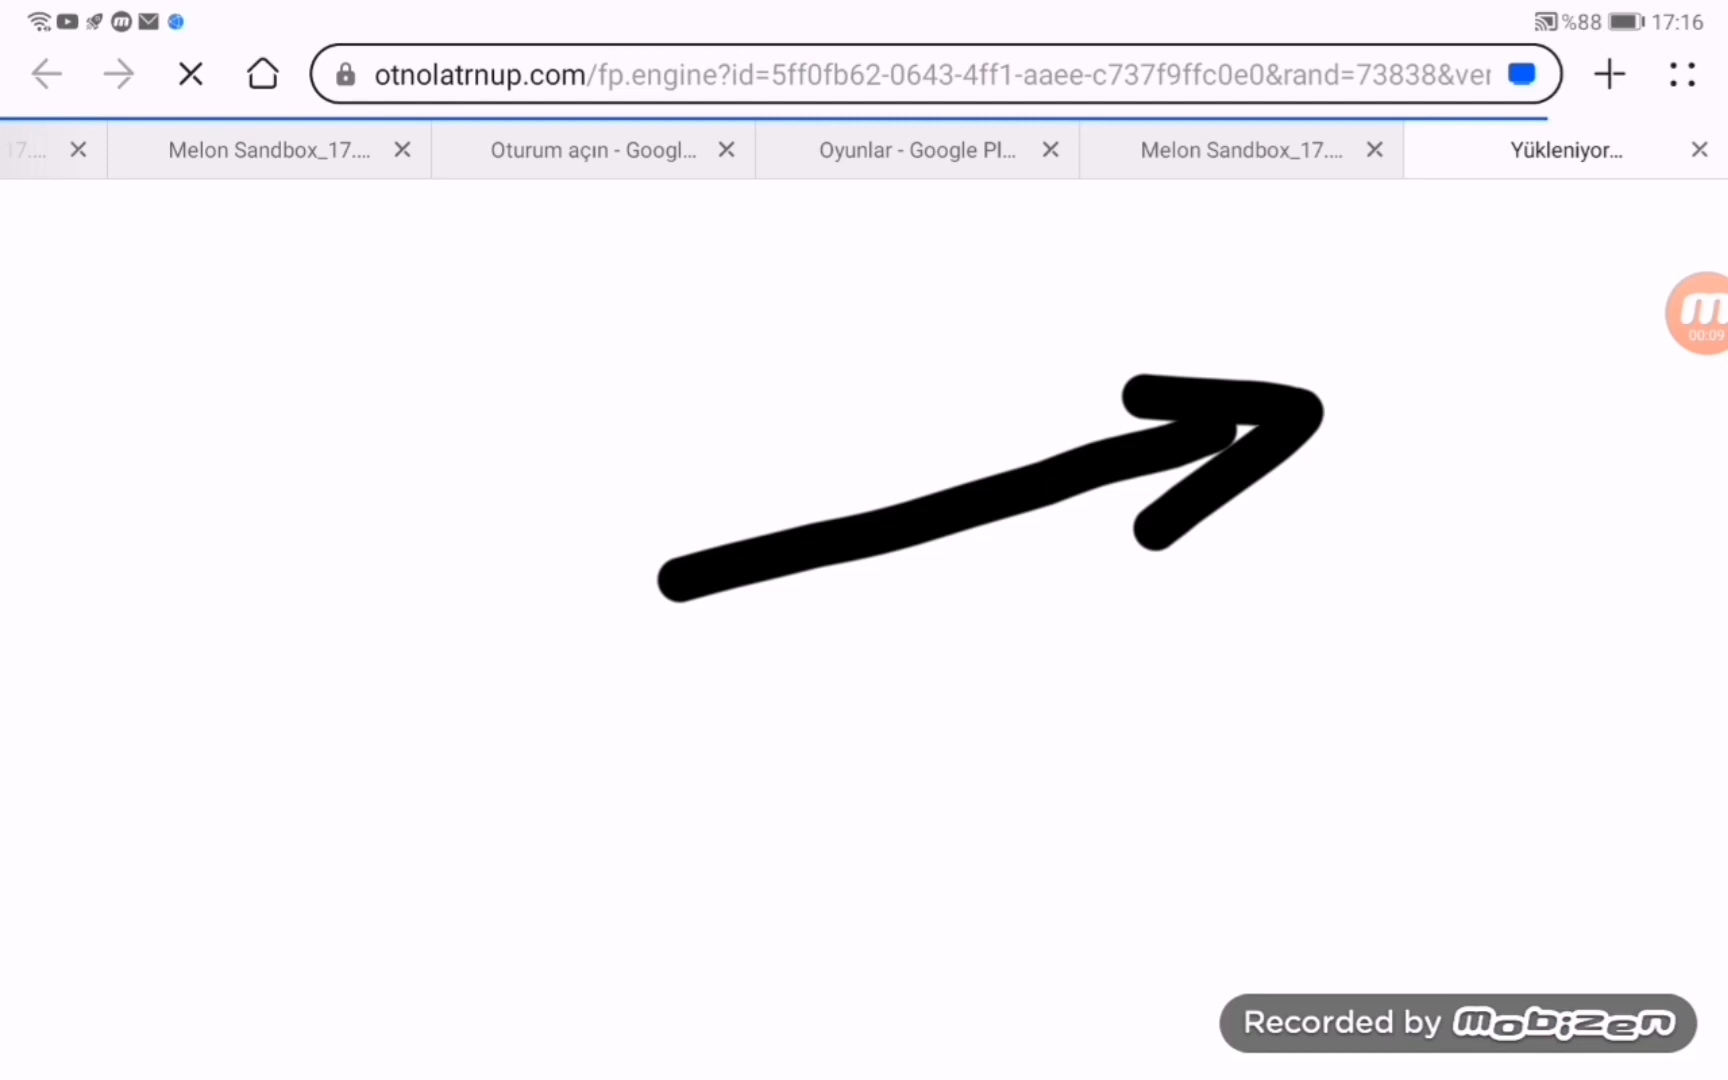 %88 17:16
otnolatrnup.com/fp.engine?id=5ff0fb62-0643-4ff1-aaee-c737f9ffc0e0&rand=73838&ver
17.... Melon Sandbox_17.... Oturum açın - Googl... Oyunlar - Google Pl... Melon Sandbox_17.... Yükleniyor...
m
00:09
Recorded by mobizen